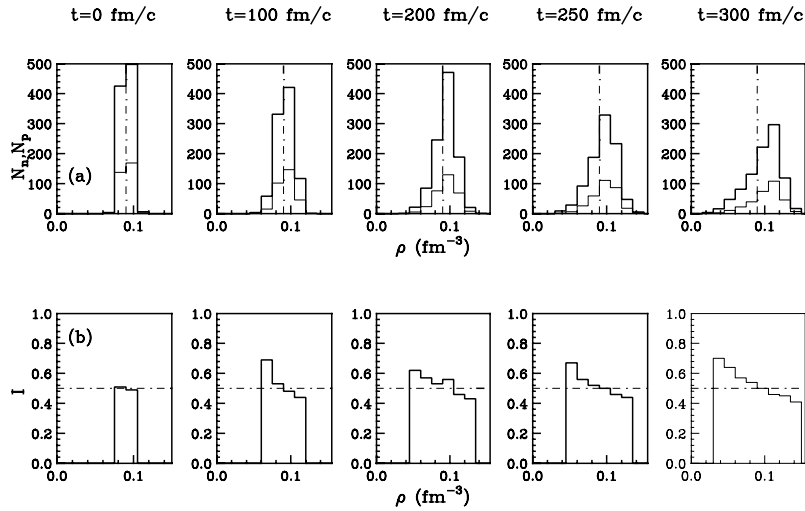 t=0 fm/c t=100 fm/c t=200 fm/c t=250 fm/c t=300 fm/c
500 500 500 500 500
400 400 400 400 400
300 300 300 300 300
200 200 200 200 200
100 100 100 100 100
0 0 0 0 0
N_n,N_p
(a)
0.0 0.1 0.0 0.1 0.0 0.1 0.0 0.1 0.0 0.1
ρ (fm⁻³)
1.0 1.0 1.0 1.0 1.0
0.8 0.8 0.8 0.8 0.8
0.6 0.6 0.6 0.6 0.6
0.4 0.4 0.4 0.4 0.4
0.2 0.2 0.2 0.2 0.2
0.0 0.0 0.0 0.0 0.0
I
(b)
0.0 0.1 0.0 0.1 0.0 0.1 0.0 0.1 0.0 0.1
ρ (fm⁻³)